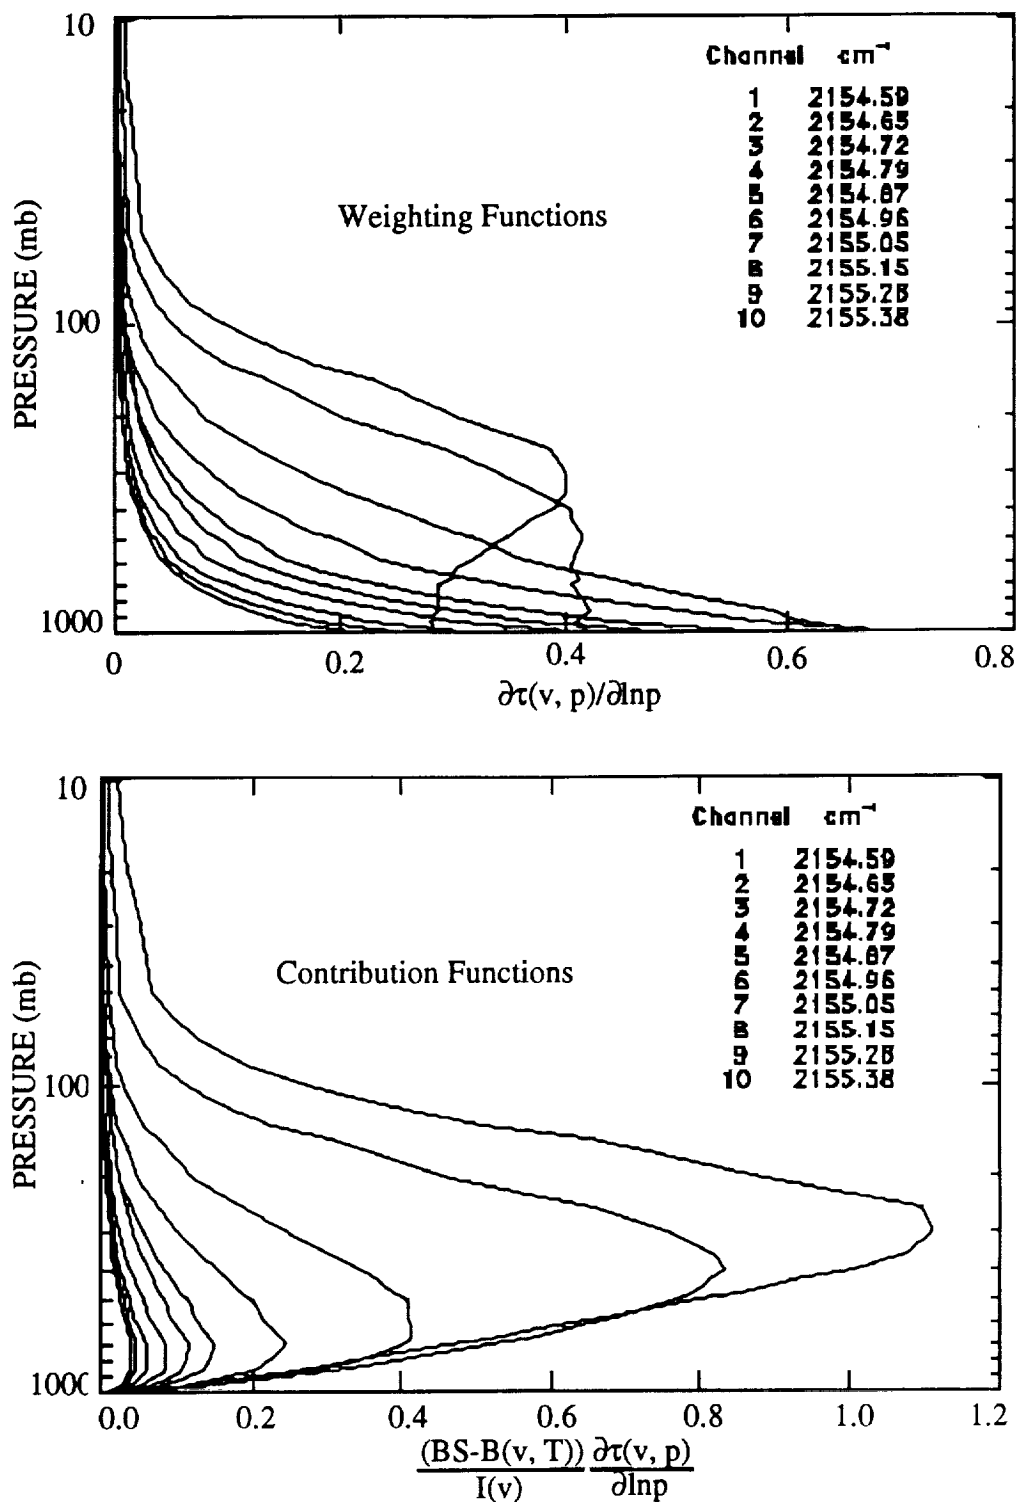 10
100
1000
PRESSURE (mb)
Weighting Functions
Channel cm⁻¹
1 2154.59
2 2154.65
3 2154.72
4 2154.79
5 2154.87
6 2154.96
7 2155.05
8 2155.15
9 2155.28
10 2155.38
0 0.2 0.4 0.6 0.8
∂τ(v, p)/∂lnp
10
100
1000
PRESSURE (mb)
Contribution Functions
Channel cm⁻¹
1 2154.59
2 2154.65
3 2154.72
4 2154.79
5 2154.87
6 2154.96
7 2155.05
8 2155.15
9 2155.28
10 2155.38
0.0 0.2 0.4 0.6 0.8 1.0 1.2
(BS-B(v, T)) ∂τ(v, p)
I(v) ∂lnp